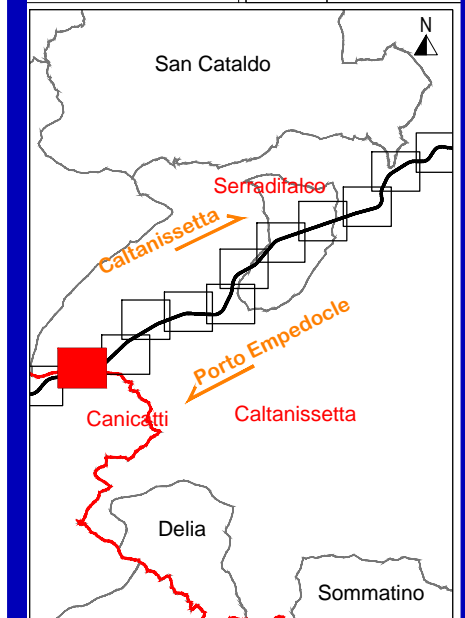 N
San Cataldo
Serradifalco
Caltanissetta
Porto Empedocle
Canicatti
Caltanissetta
Delia
Sommatino